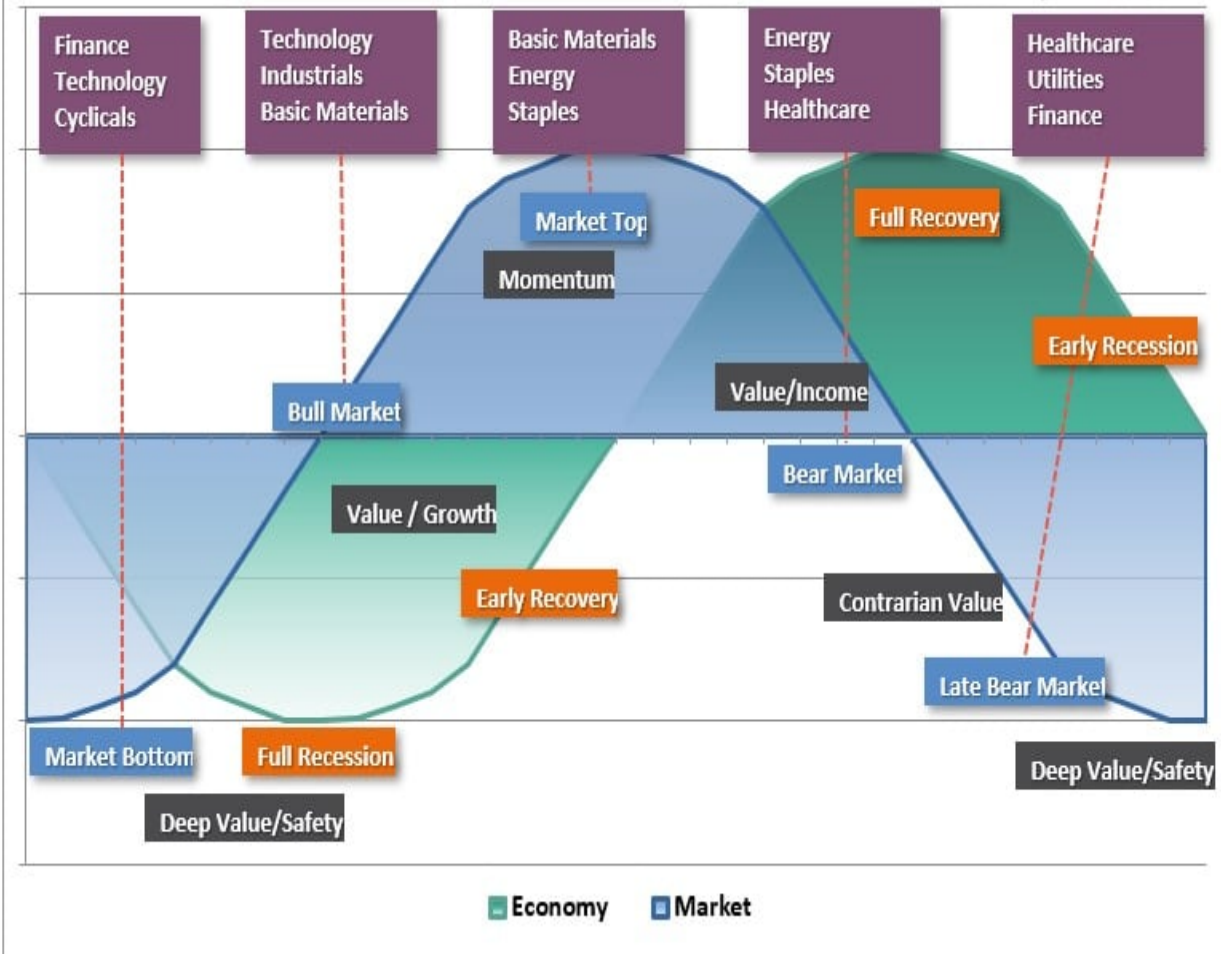 Finance
Technology
Cyclicals
Technology
Industrials
Basic Materials
Basic Materials
Energy
Staples
Energy
Staples
Healthcare
Healthcare
Utilities
Finance
Market Top
Full Recovery
Momentum
Early Recession
Value/Income
Bull Market
Bear Market
Value / Growth
Early Recovery
Contrarian Value
Late Bear Market
Market Bottom
Full Recession
Deep Value/Safety
Deep Value/Safety
Economy
Market